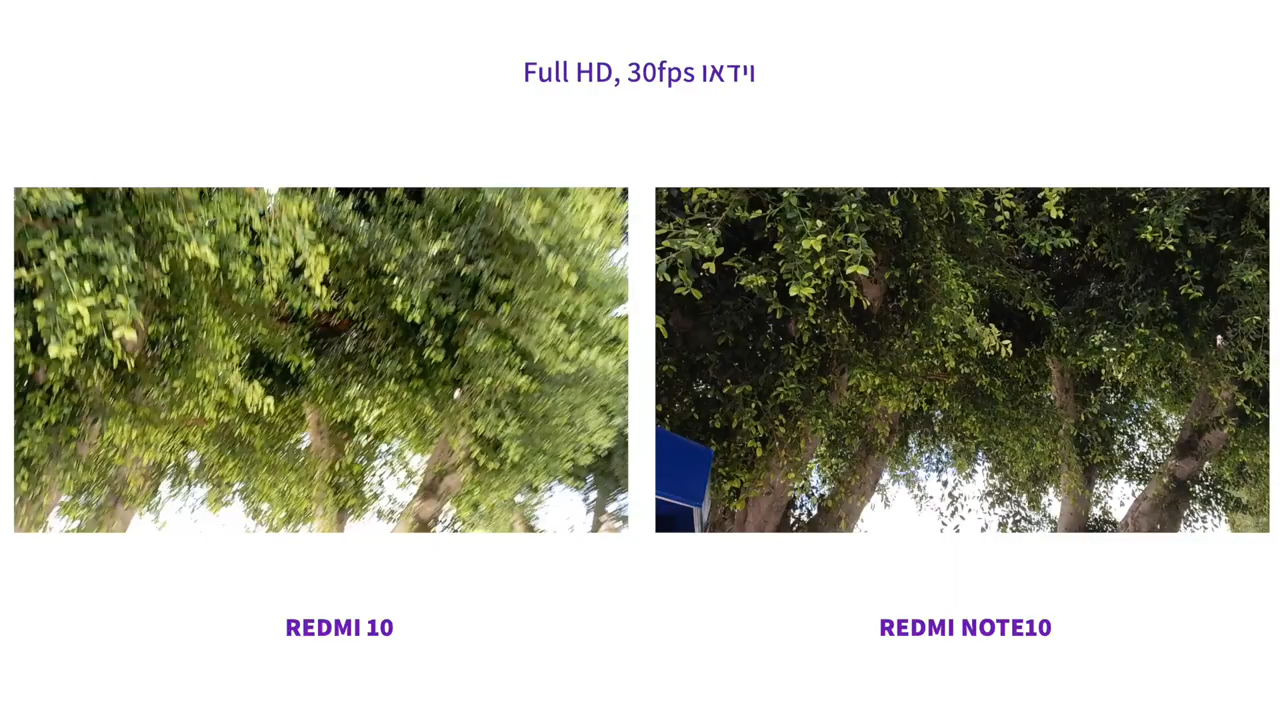 וידאו Full HD, 30fps
REDMI 10
REDMI NOTE10